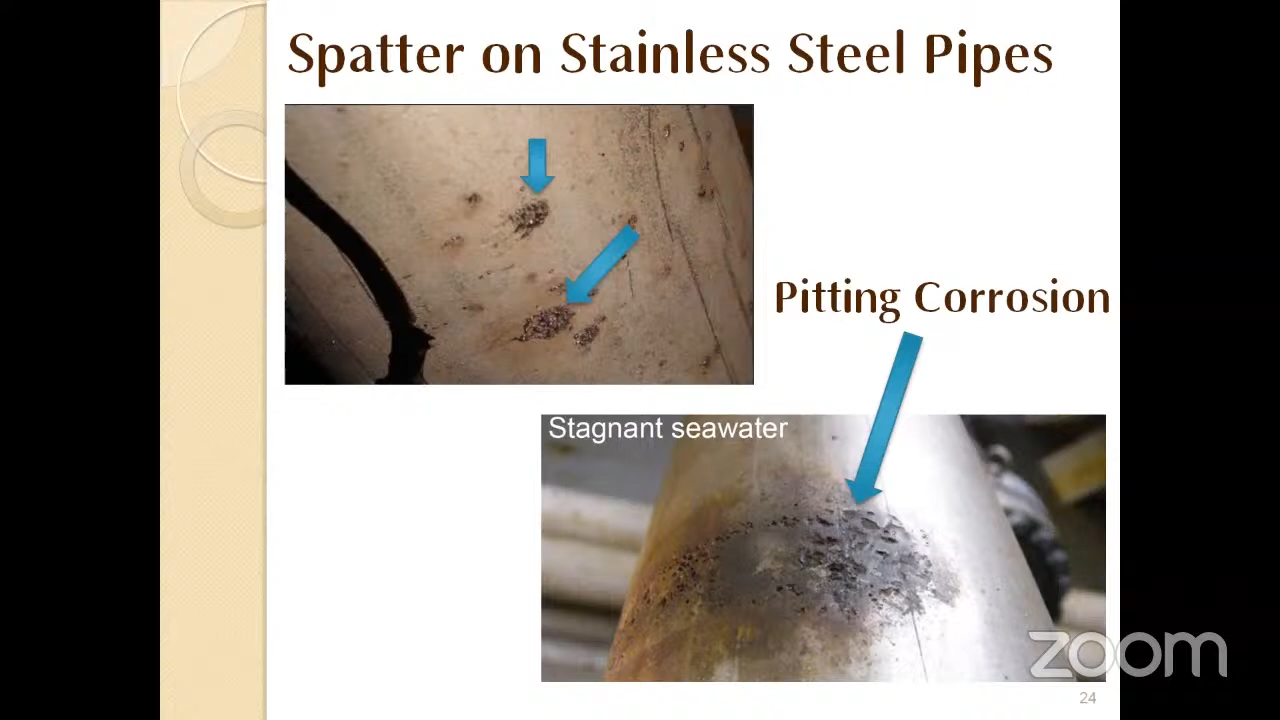 Spatter on Stainless Steel Pipes
Pitting Corrosion
Stagnant seawater
zoom
24